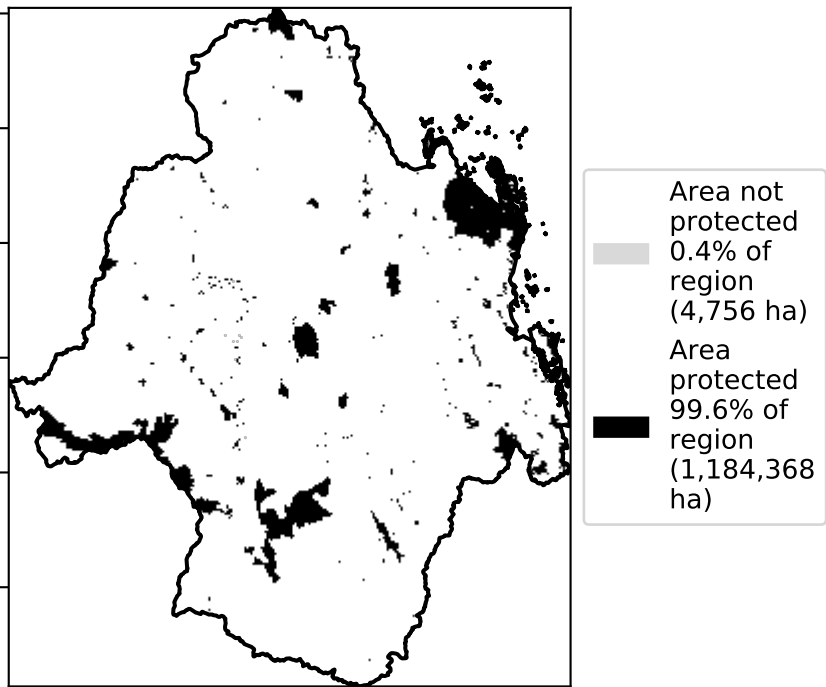 Area not
protected
0.4% of
region
(4,756 ha)
Area
protected
99.6% of
region
(1,184,368
ha)